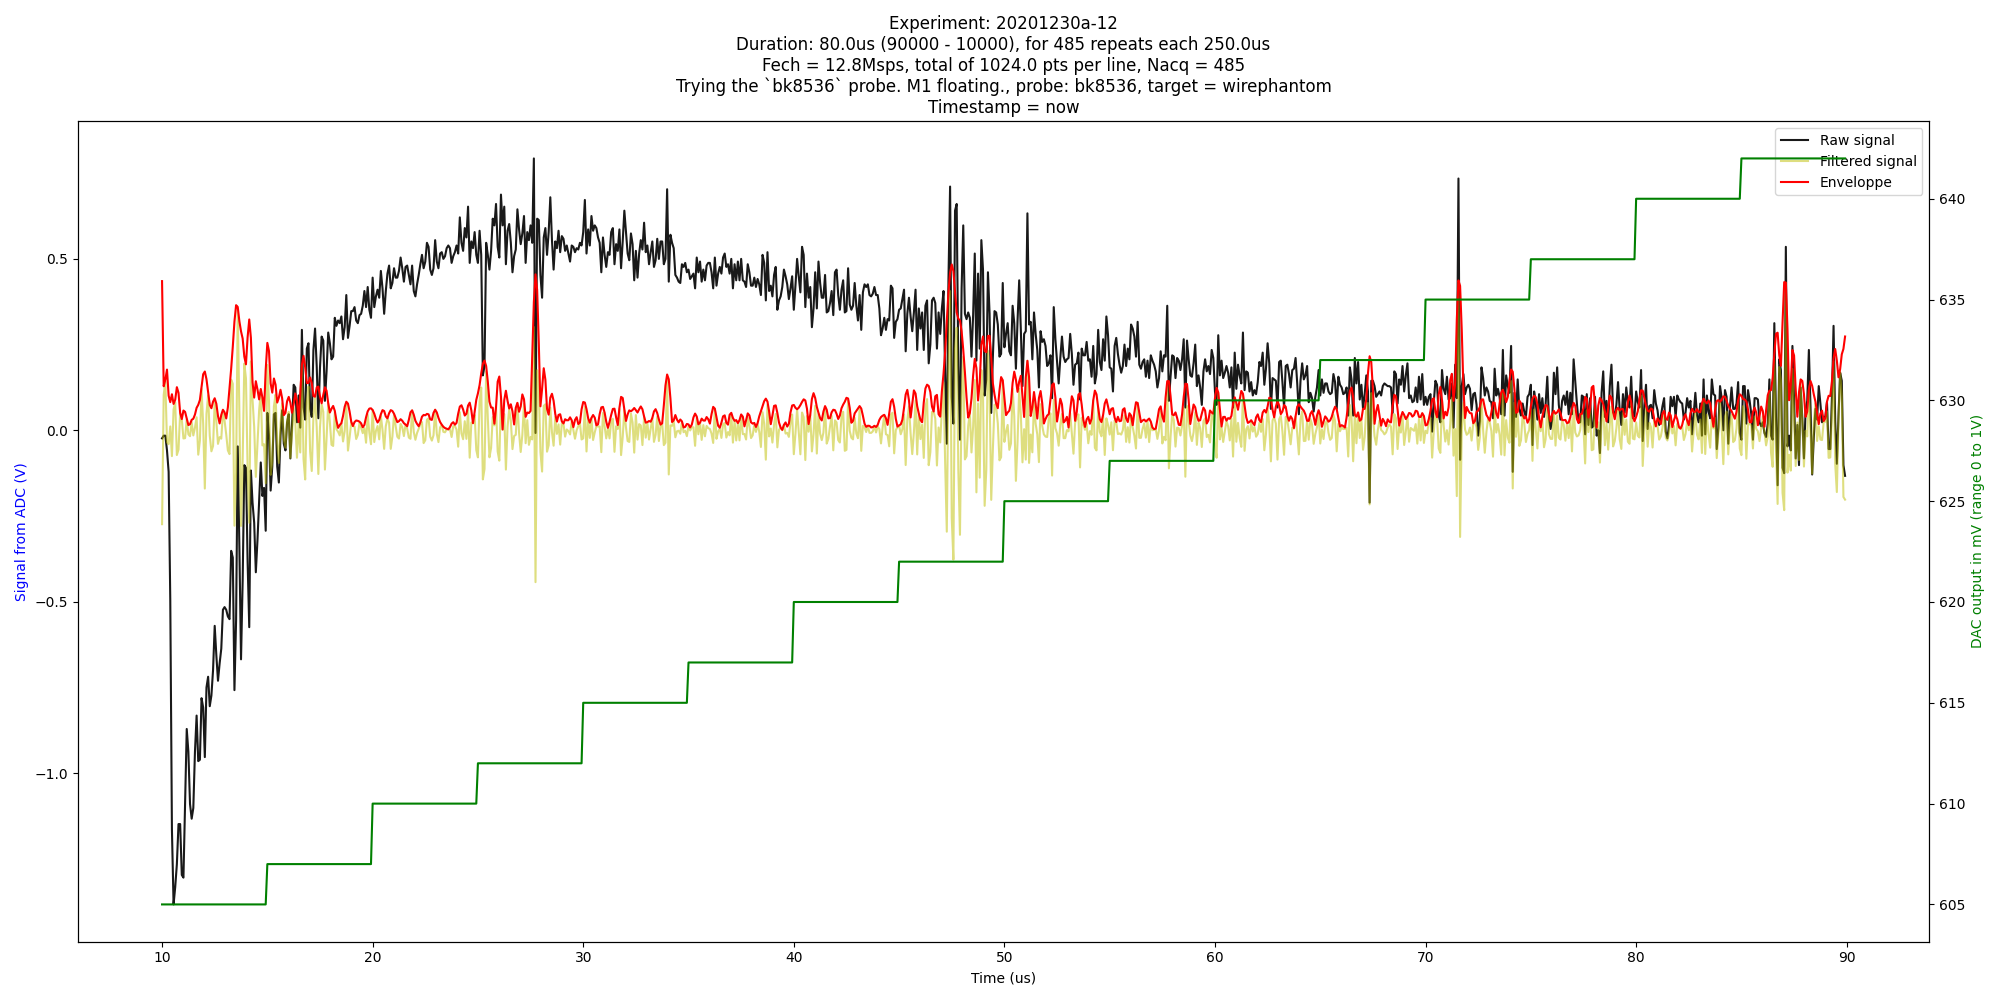 Experiment: 20201230a-12
Duration: 80.0us (90000 - 10000), for 485 repeats each 250.0us
Fech = 12.8Msps, total of 1024.0 pts per line, Nacq = 485
Trying the `bk8536` probe. M1 floating., probe: bk8536, target = wirephantom
Timestamp = now
Raw signal
Filtered signal
Enveloppe
Signal from ADC (V)
0.5
0.0
−0.5
−1.0
640
635
630
625
620
615
610
605
DAC output in mV (range 0 to 1V)
10 20 30 40 50 60 70 80 90
Time (us)